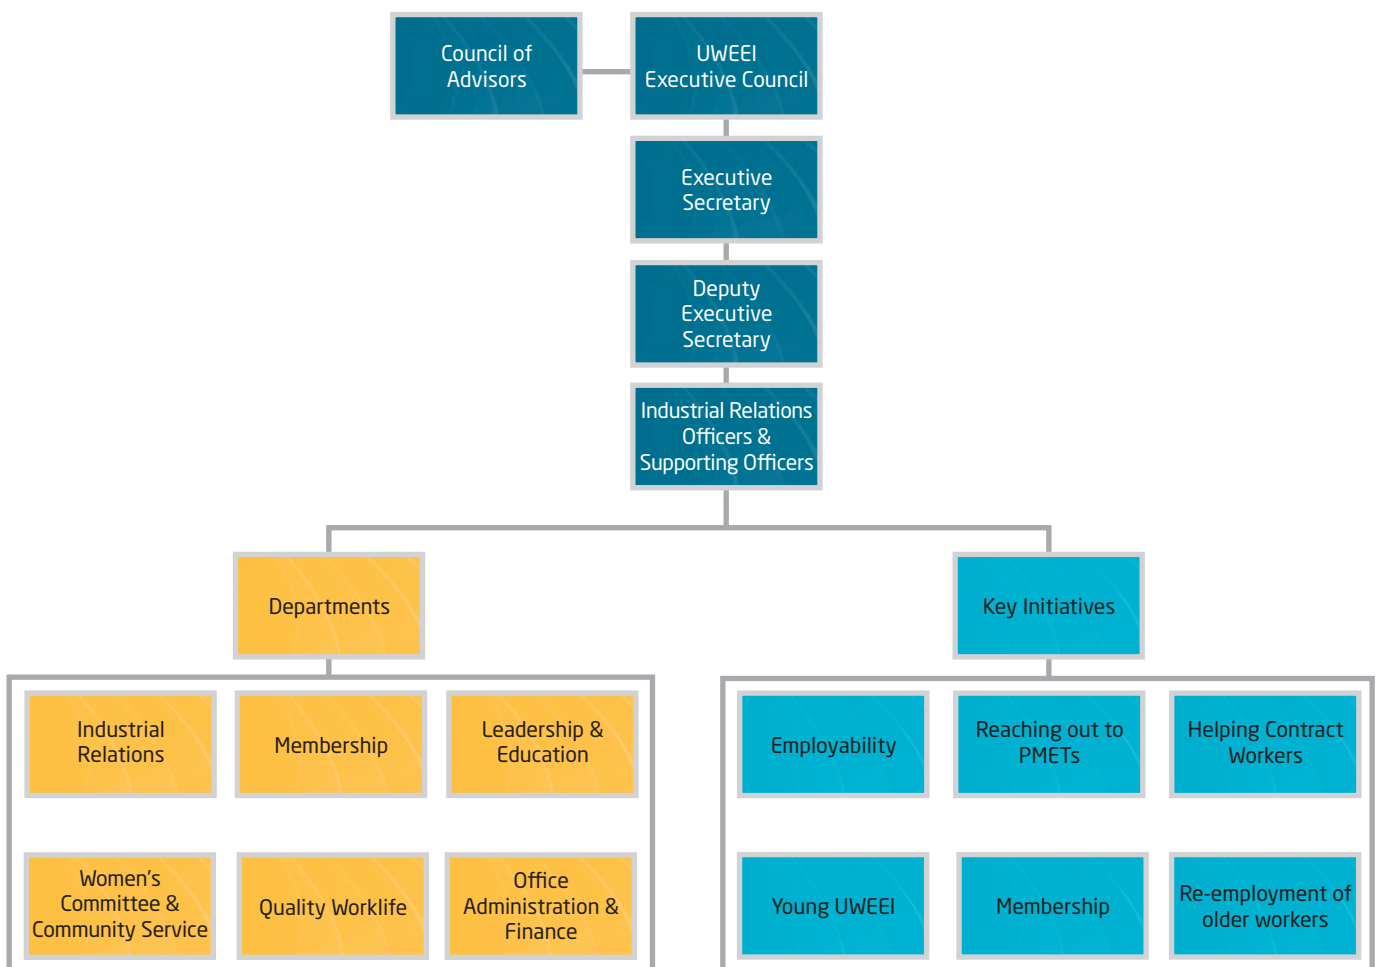 Council of
Advisors
UWEEI
Executive Council
Executive
Secretary
Deputy
Executive
Secretary
Industrial Relations
Officers &
Supporting Officers
Departments
Key Initiatives
Industrial
Relations
Membership
Leadership &
Education
Employability
Reaching out to
PMETs
Helping Contract
Workers
Women's
Committee &
Community Service
Quality Worklife
Office
Administration &
Finance
Young UWEEI
Membership
Re-employment of
older workers